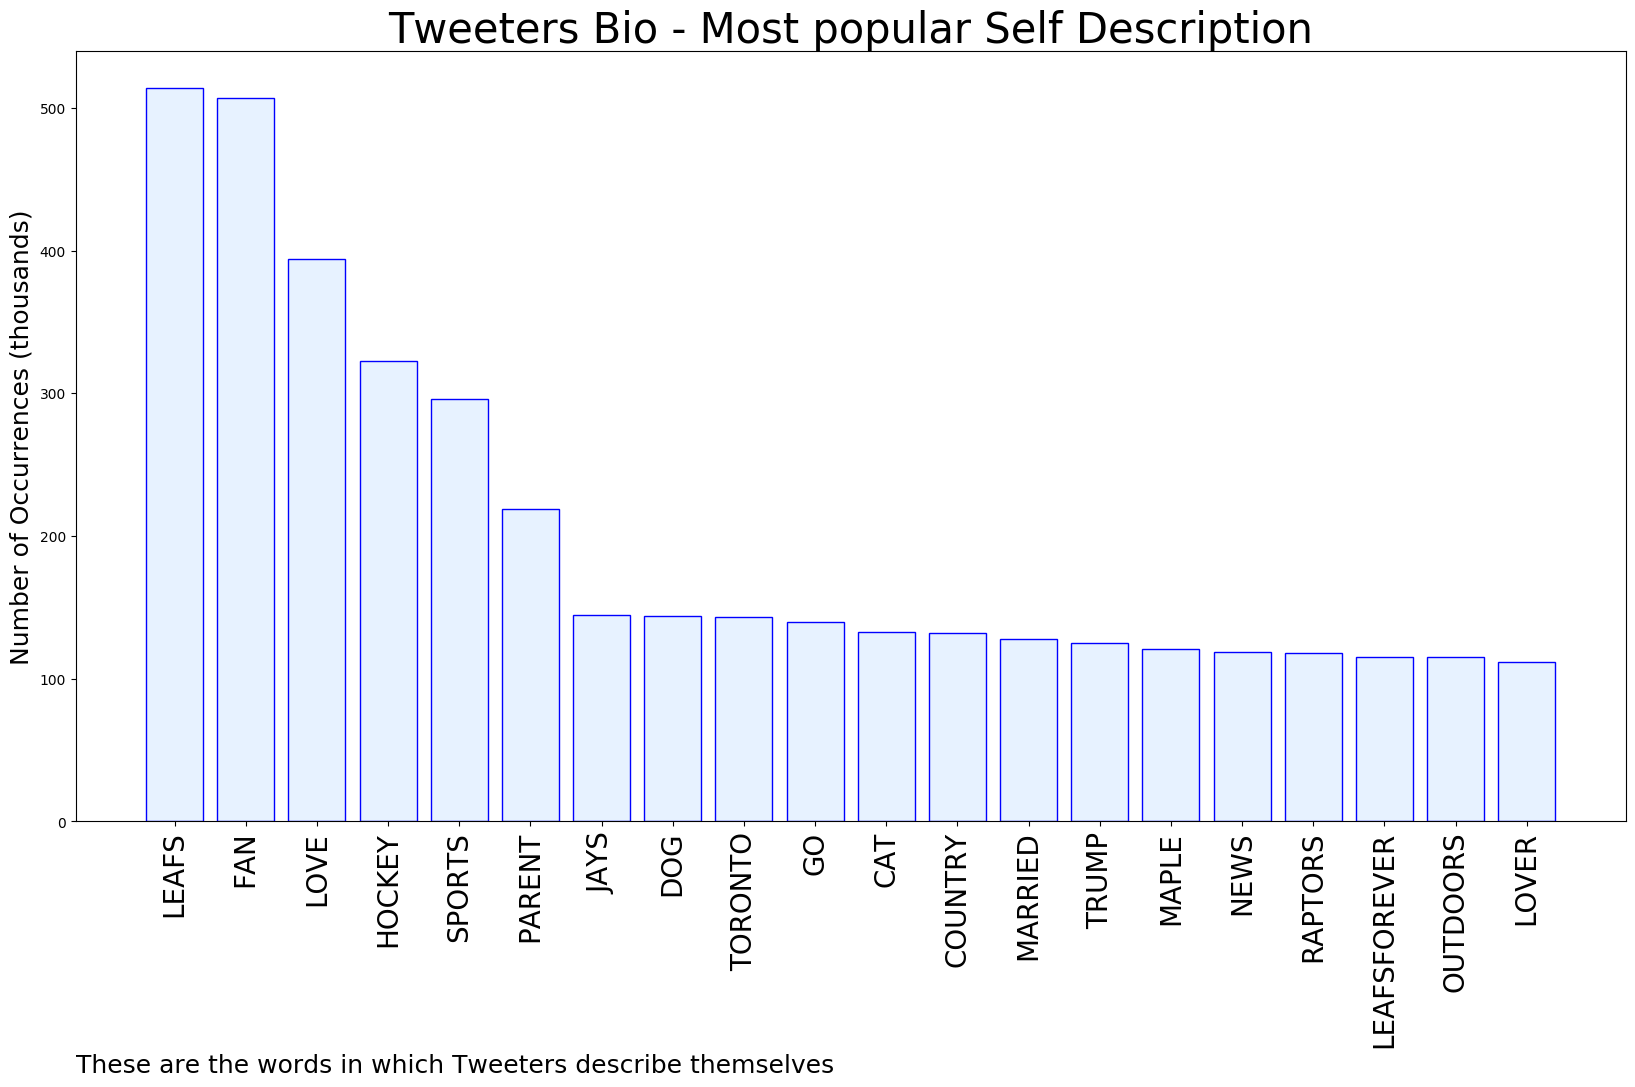 Tweeters Bio - Most popular Self Description
Number of Occurrences (thousands)
500
400
300
200
100
0
LEAFS
FAN
LOVE
HOCKEY
SPORTS
PARENT
JAYS
DOG
TORONTO
GO
CAT
COUNTRY
MARRIED
TRUMP
MAPLE
NEWS
RAPTORS
LEAFSFOREVER
OUTDOORS
LOVER
These are the words in which Tweeters describe themselves